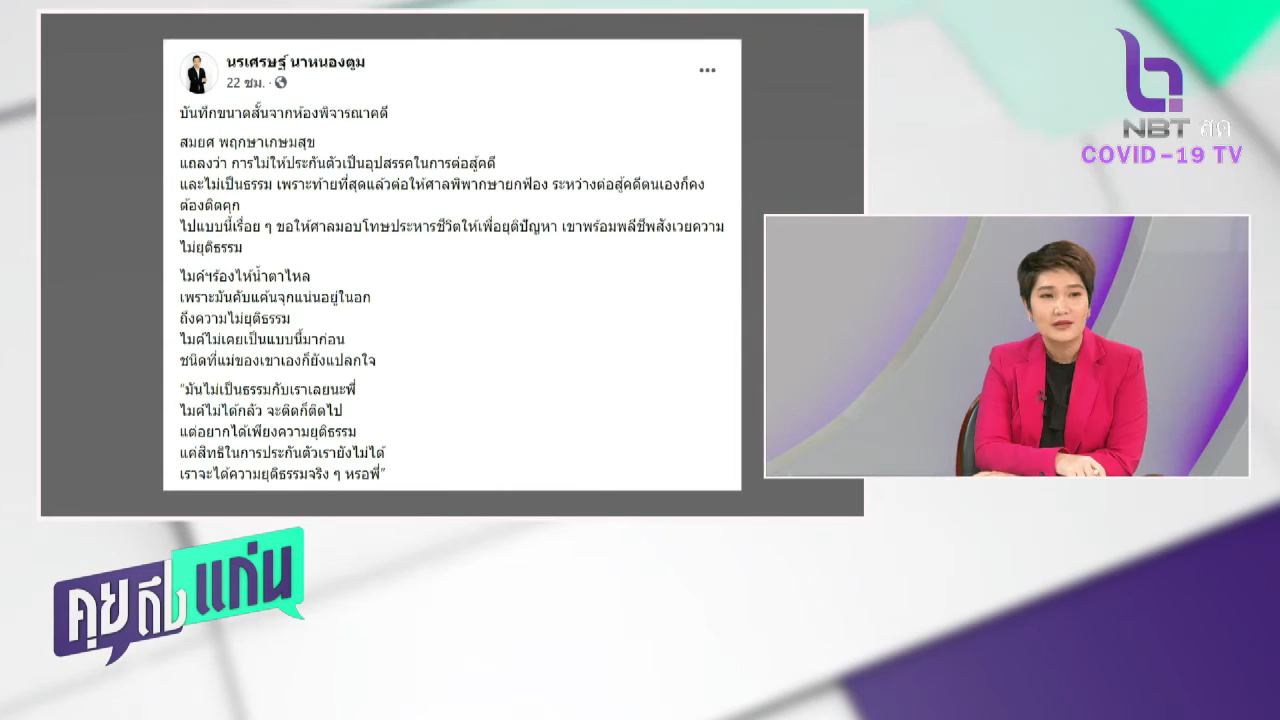 นรเศรษฐ์ นาหนองตูม
22 ชม. ·
บันทึกขนาดสั้นจากห้องพิจารณาคดี
สมยศ พฤกษาเกษมสุข
แถลงว่า การไม่ให้ประกันตัวเป็นอุปสรรคในการต่อสู้คดี
และไม่เป็นธรรม เพราะท้ายที่สุดแล้วต่อให้ศาลพิพากษายกฟ้อง ระหว่างต่อสู้คดีตนเองก็คง
ต้องติดคุก
ไปแบบนี้เรื่อย ๆ ขอให้ศาลมอบโทษประหารชีวิตให้เพื่อยุติปัญหา เขาพร้อมพลีชีพสังเวยความ
ไม่ยุติธรรม
ไมค์ฯร้องไห้น้ำตาไหล
เพราะมันคับแค้นจุกแน่นอยู่ในอก
ถึงความไม่ยุติธรรม
ไมค์ไม่เคยเป็นแบบนี้มาก่อน
ชนิดที่แม่ของเขาเองก็ยังแปลกใจ
"มันไม่เป็นธรรมกับเราเลยนะพี่
ไมค์ไม่ได้กลัว จะติดก็ติดไป
แต่อยากได้เพียงความยุติธรรม
แค่สิทธิในการประกันตัวเรายังไม่ได้
เราจะได้ความยุติธรรมจริง ๆ หรอพี่"
NBT สด
COVID-19 TV
คุยถึงแก่น